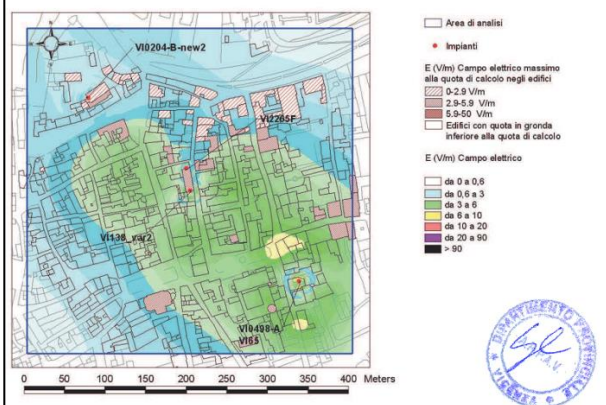 VI0204-B-new2
VI2265F
VI138_var2
VI0498-A
VI65
0 50 100 150 200 250 300 350 400 Meters
Area di analisi
Impianti
E (V/m) Campo elettrico massimo
alla quota di calcolo negli edifici
0-2.9 V/m
2.9-5.9 V/m
5.9-50 V/m
Edifici con quota in gronda
inferiore alla quota di calcolo
E (V/m) Campo elettrico
da 0 a 0,6
da 0,6 a 3
da 3 a 6
da 6 a 10
da 10 a 20
da 20 a 90
> 90
DIPARTIMENTO PROVINCIALE